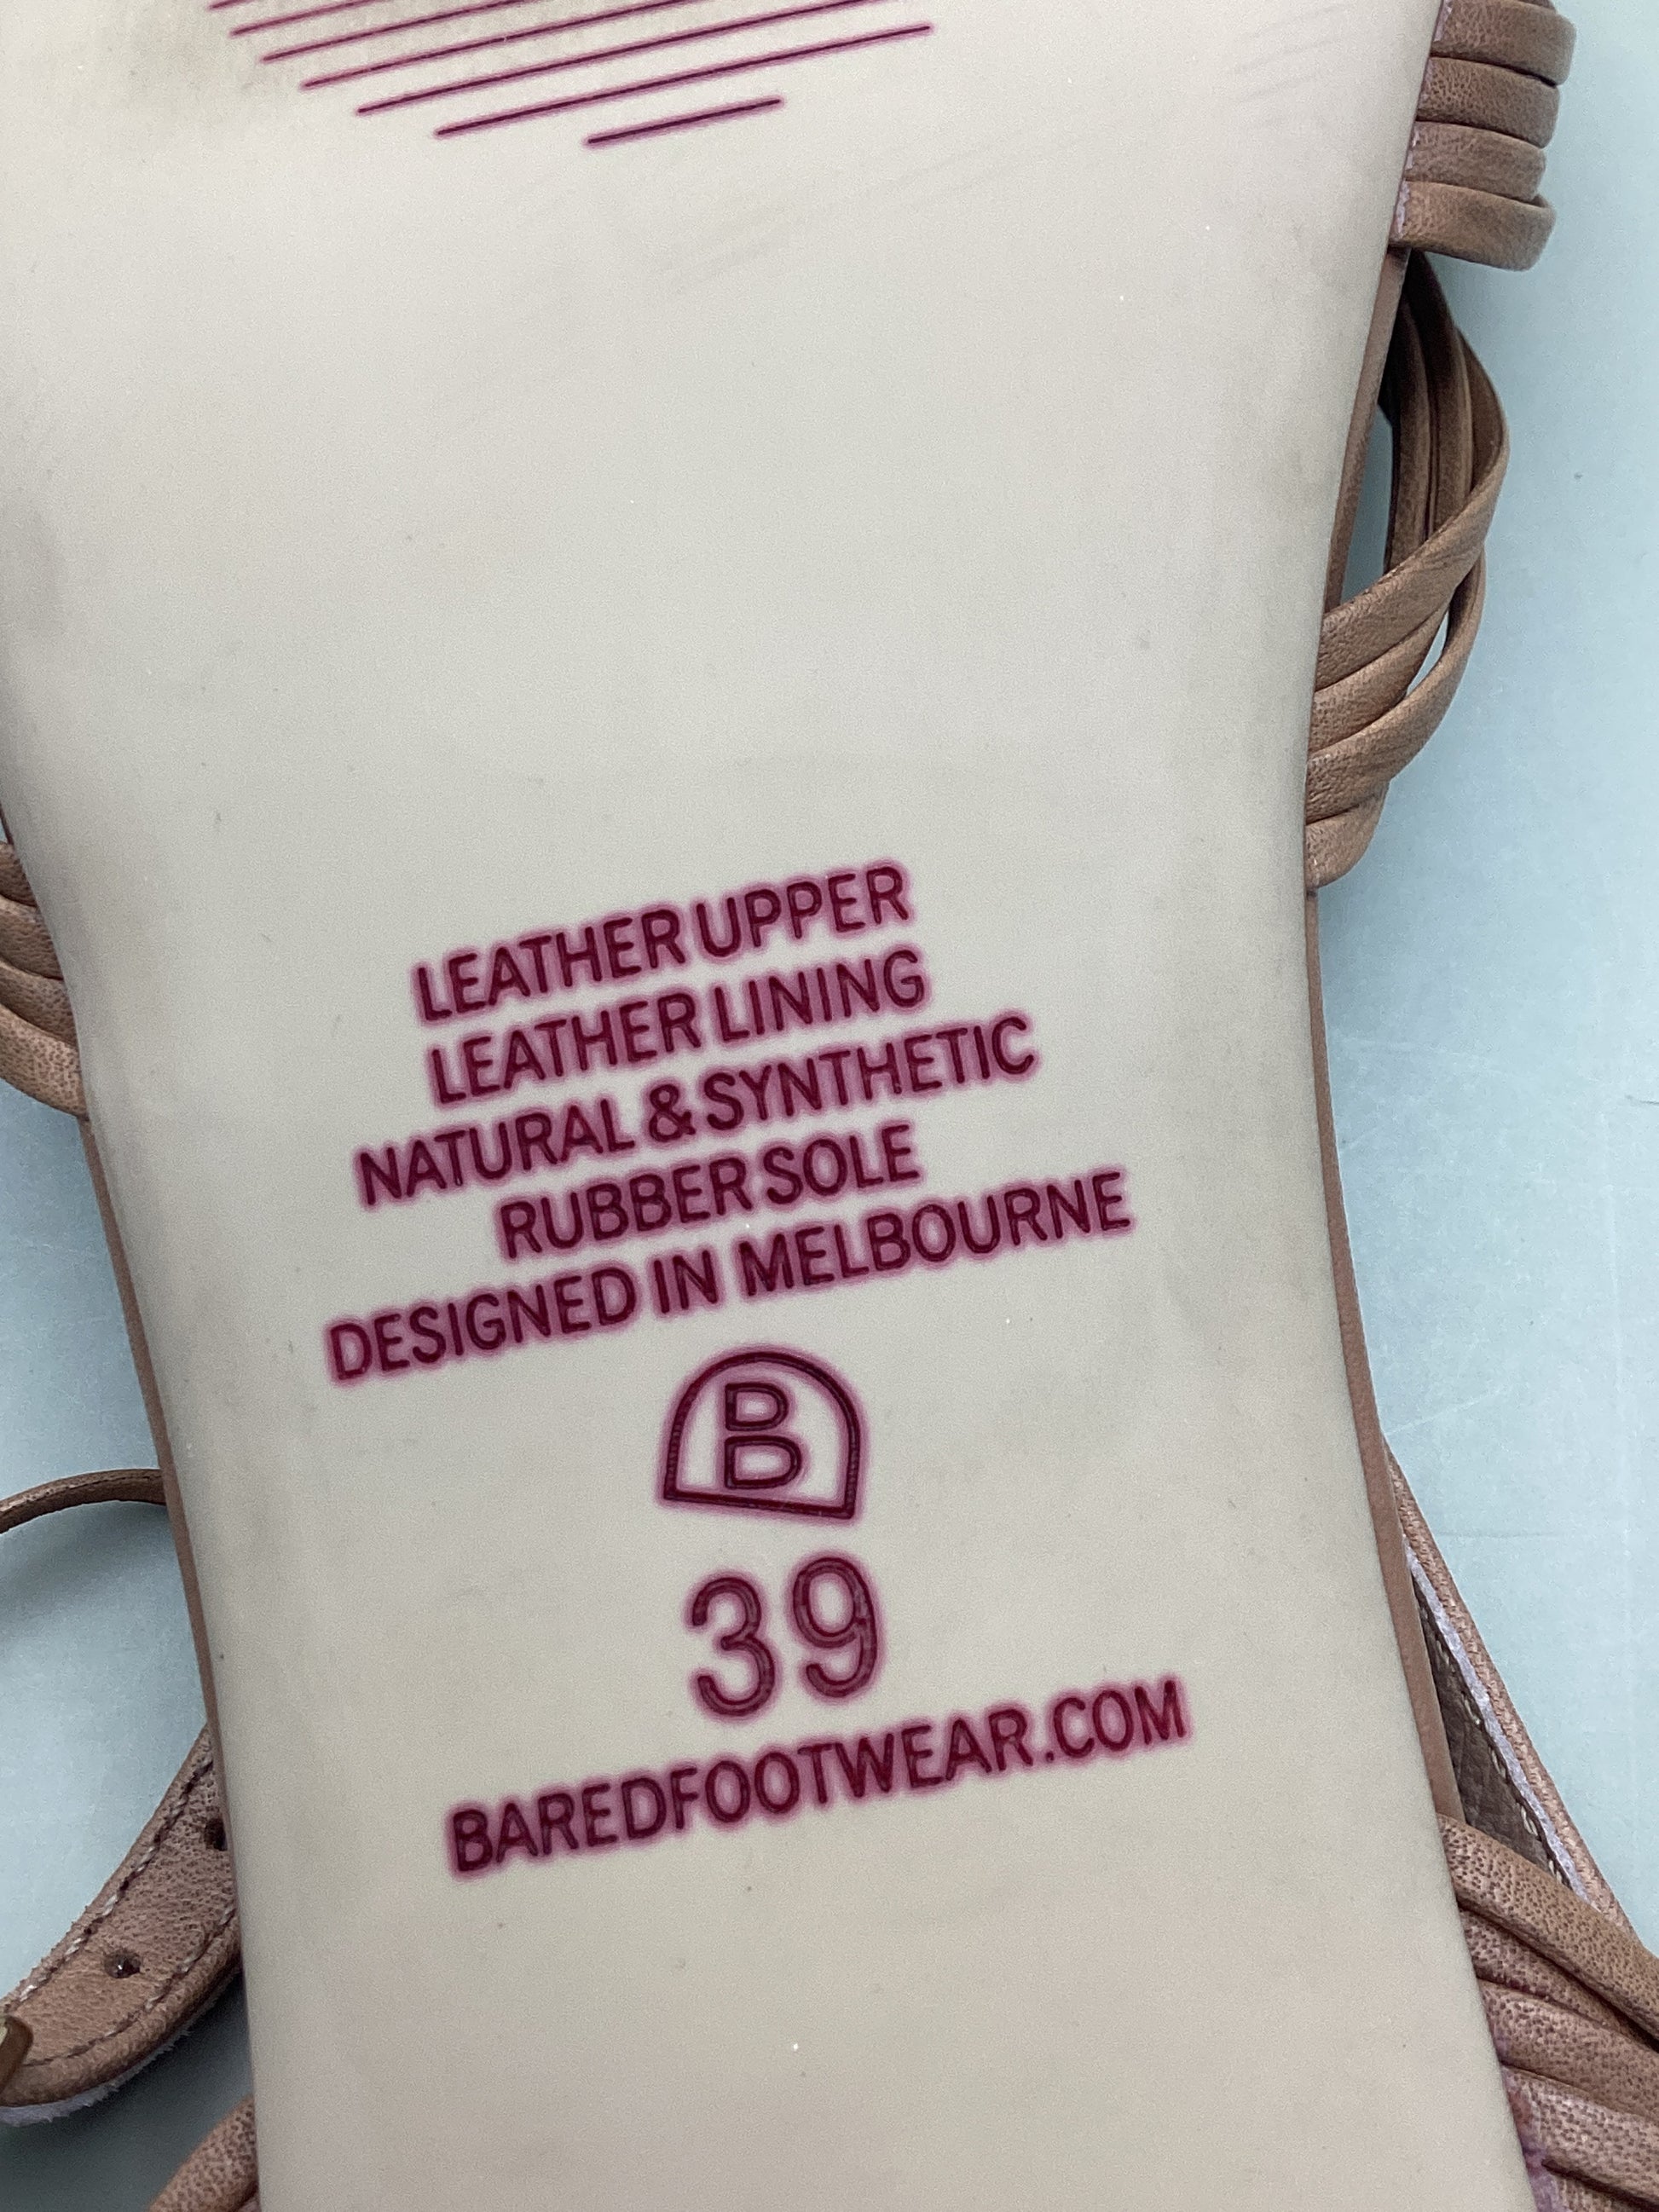 LEATHER UPPER
LEATHER LINING
NATURAL & SYNTHETIC
RUBBER SOLE
DESIGNED IN MELBOURNE
B
39
BAREDFOOTWEAR.COM